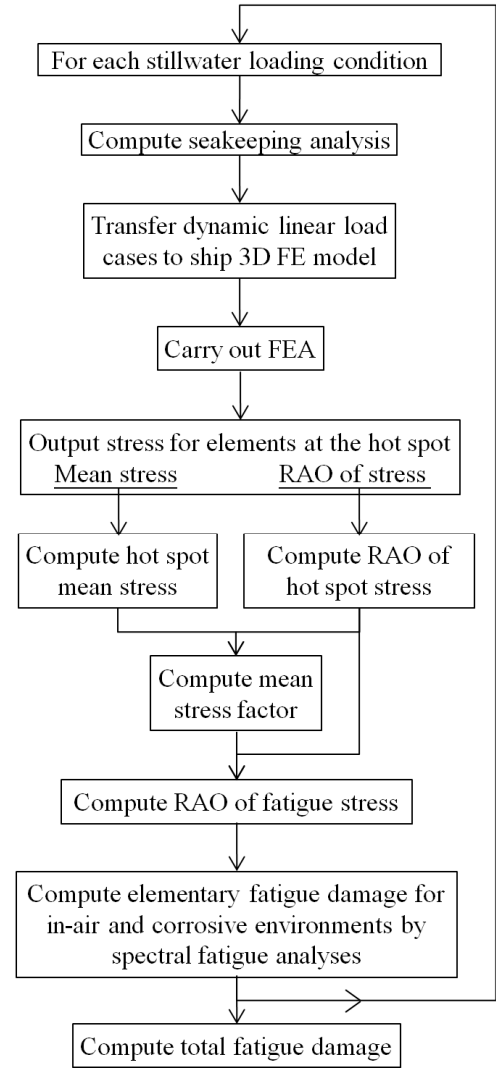 For each stillwater loading condition
Compute seakeeping analysis
Transfer dynamic linear load
cases to ship 3D FE model
Carry out FEA
Output stress for elements at the hot spot
Mean stress
RAO of stress
Compute hot spot
mean stress
Compute RAO of
hot spot stress
Compute mean
stress factor
Compute RAO of fatigue stress
Compute elementary fatigue damage for
in-air and corrosive environments by
spectral fatigue analyses
Compute total fatigue damage